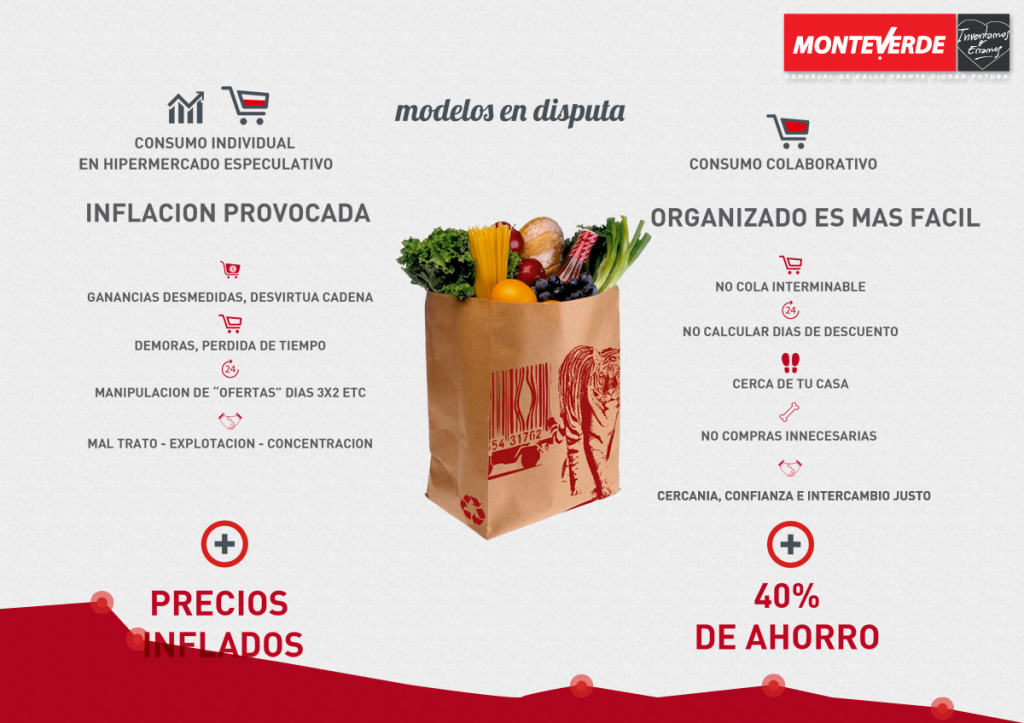 MONTEVERDE
Inventamos
o
Erramos
CONCEJAL DE CALLE FRENTE CIUDAD FUTURA
modelos en disputa
CONSUMO INDIVIDUAL
EN HIPERMERCADO ESPECULATIVO
INFLACION PROVOCADA
GANANCIAS DESMEDIDAS, DESVIRTUA CADENA
DEMORAS, PERDIDA DE TIEMPO
24
MANIPULACION DE “OFERTAS” DIAS 3X2 ETC
MAL TRATO - EXPLOTACION - CONCENTRACION
PRECIOS
INFLADOS
54 31762
CONSUMO COLABORATIVO
ORGANIZADO ES MAS FACIL
NO COLA INTERMINABLE
24
NO CALCULAR DIAS DE DESCUENTO
CERCA DE TU CASA
NO COMPRAS INNECESARIAS
CERCANIA, CONFIANZA E INTERCAMBIO JUSTO
40%
DE AHORRO